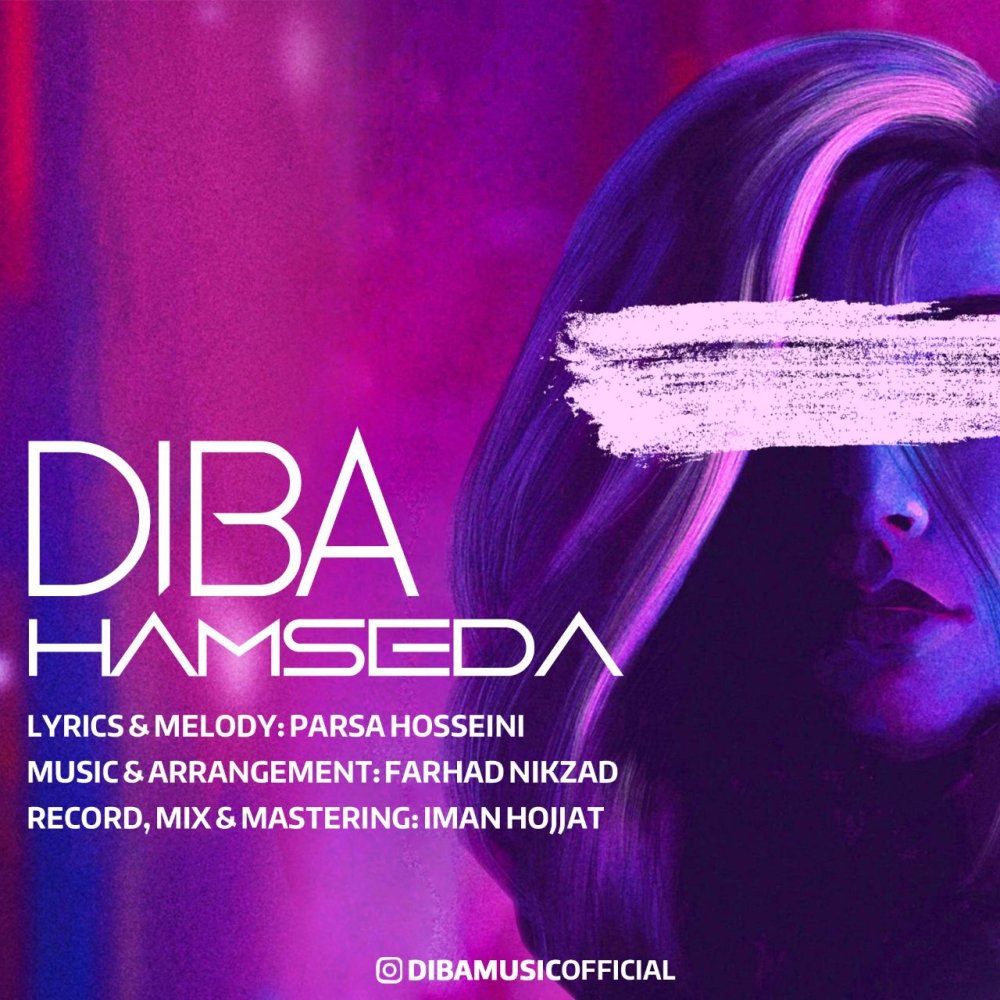 DIBA
HAMSEDA
LYRICS & MELODY: PARSA HOSSEINI
MUSIC & ARRANGEMENT: FARHAD NIKZAD
RECORD, MIX & MASTERING: IMAN HOJJAT
DIBAMUSICOFFICIAL